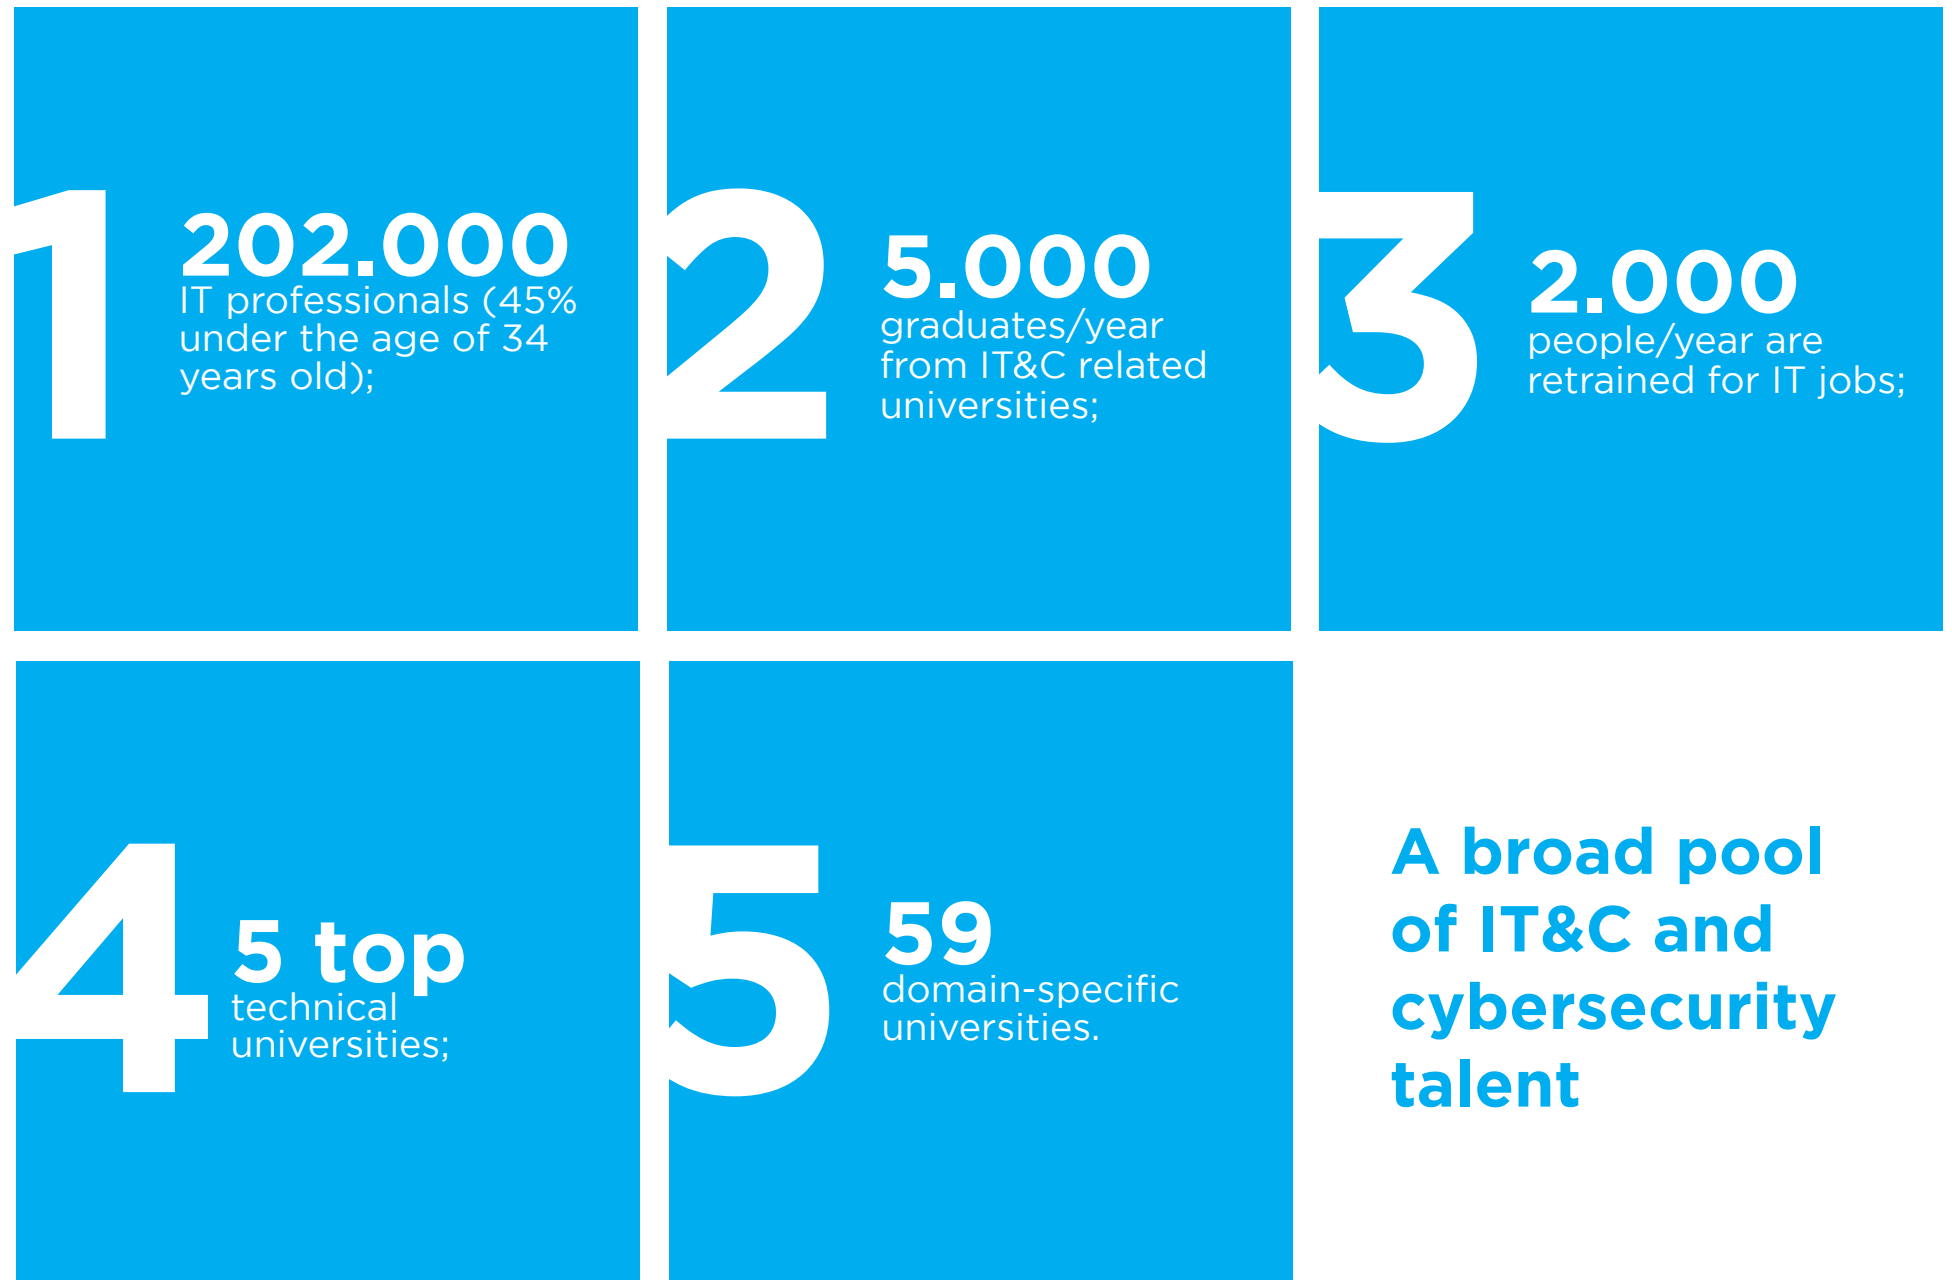 1
202.000
IT professionals (45%
under the age of 34
years old);
2
5.000
graduates/year
from IT&C related
universities;
3
2.000
people/year are
retrained for IT jobs;
4
5 top
technical
universities;
5
59
domain-specific
universities.
A broad pool
of IT&C and
cybersecurity
talent